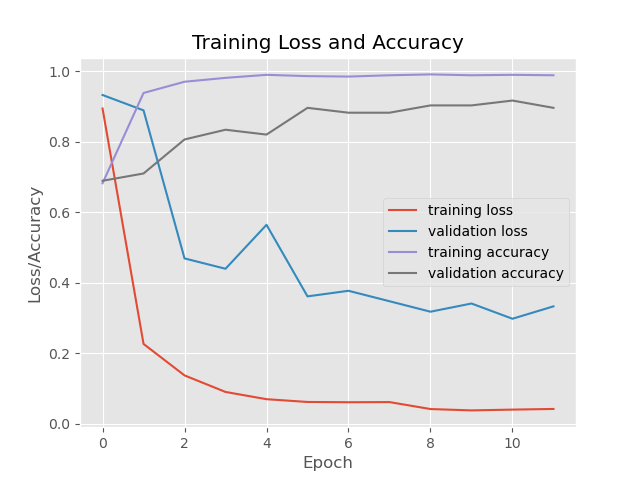 Training Loss and Accuracy
1.0
0.8
0.6
0.4
0.2
0.0
Loss/Accuracy
training loss
validation loss
training accuracy
validation accuracy
0 2 4 6 8 10
Epoch